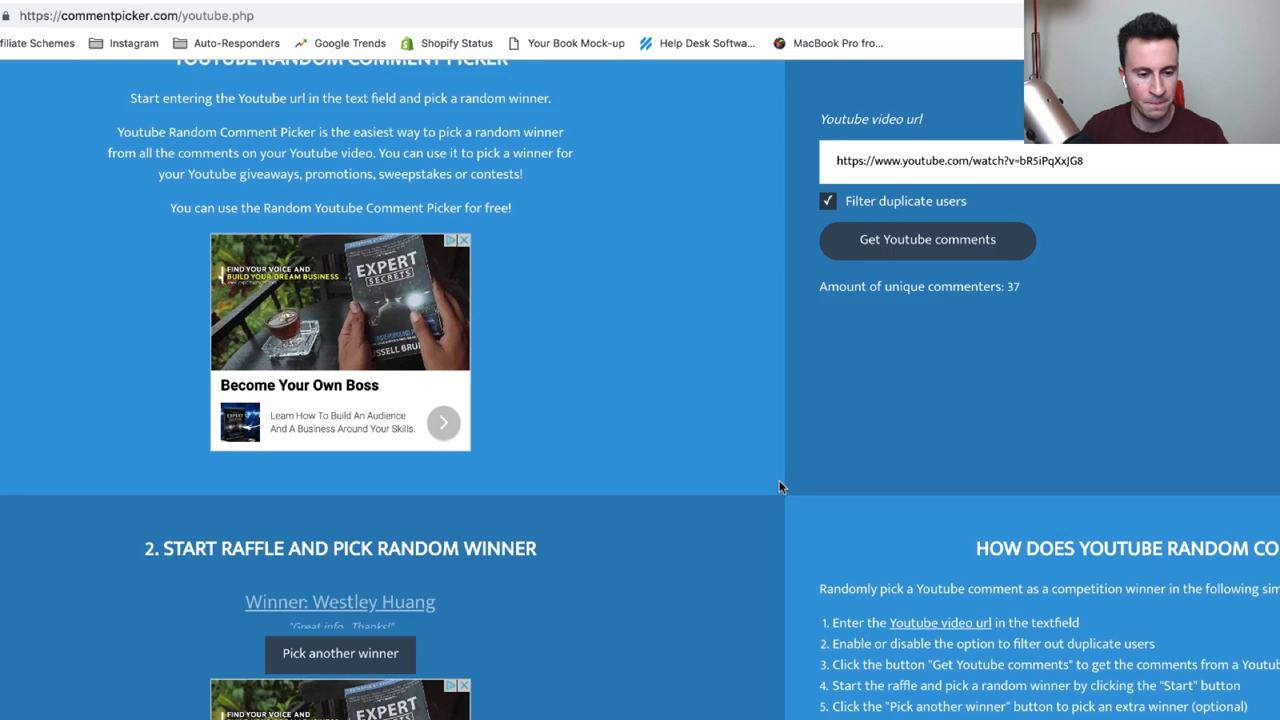 https://commentpicker.com/youtube.php
filiate Schemes Instagram Auto-Responders Google Trends Shopify Status Your Book Mock-up Help Desk Softwa... MacBook Pro fro...
YOUTUBE RANDOM COMMENT PICKER
Start entering the Youtube url in the text field and pick a random winner.
Youtube Random Comment Picker is the easiest way to pick a random winner
from all the comments on your Youtube video. You can use it to pick a winner for
your Youtube giveaways, promotions, sweepstakes or contests!
You can use the Random Youtube Comment Picker for free!
FIND YOUR VOICE AND
BUILD YOUR DREAM BUSINESS
EXPERT
SECRETS
Become Your Own Boss
Learn How To Build An Audience
And A Business Around Your Skills.
Youtube video url
https://www.youtube.com/watch?v=bR5iPqXxJG8
Filter duplicate users
Get Youtube comments
Amount of unique commenters: 37
2. START RAFFLE AND PICK RANDOM WINNER
Winner: Westley Huang
"Great info.. Thanks!"
Pick another winner
FIND YOUR VOICE AND
HOW DOES YOUTUBE RANDOM CO
Randomly pick a Youtube comment as a competition winner in the following sim
1. Enter the Youtube video url in the textfield
2. Enable or disable the option to filter out duplicate users
3. Click the button "Get Youtube comments" to get the comments from a Youtub
4. Start the raffle and pick a random winner by clicking the "Start" button
5. Click the "Pick another winner" button to pick an extra winner (optional)